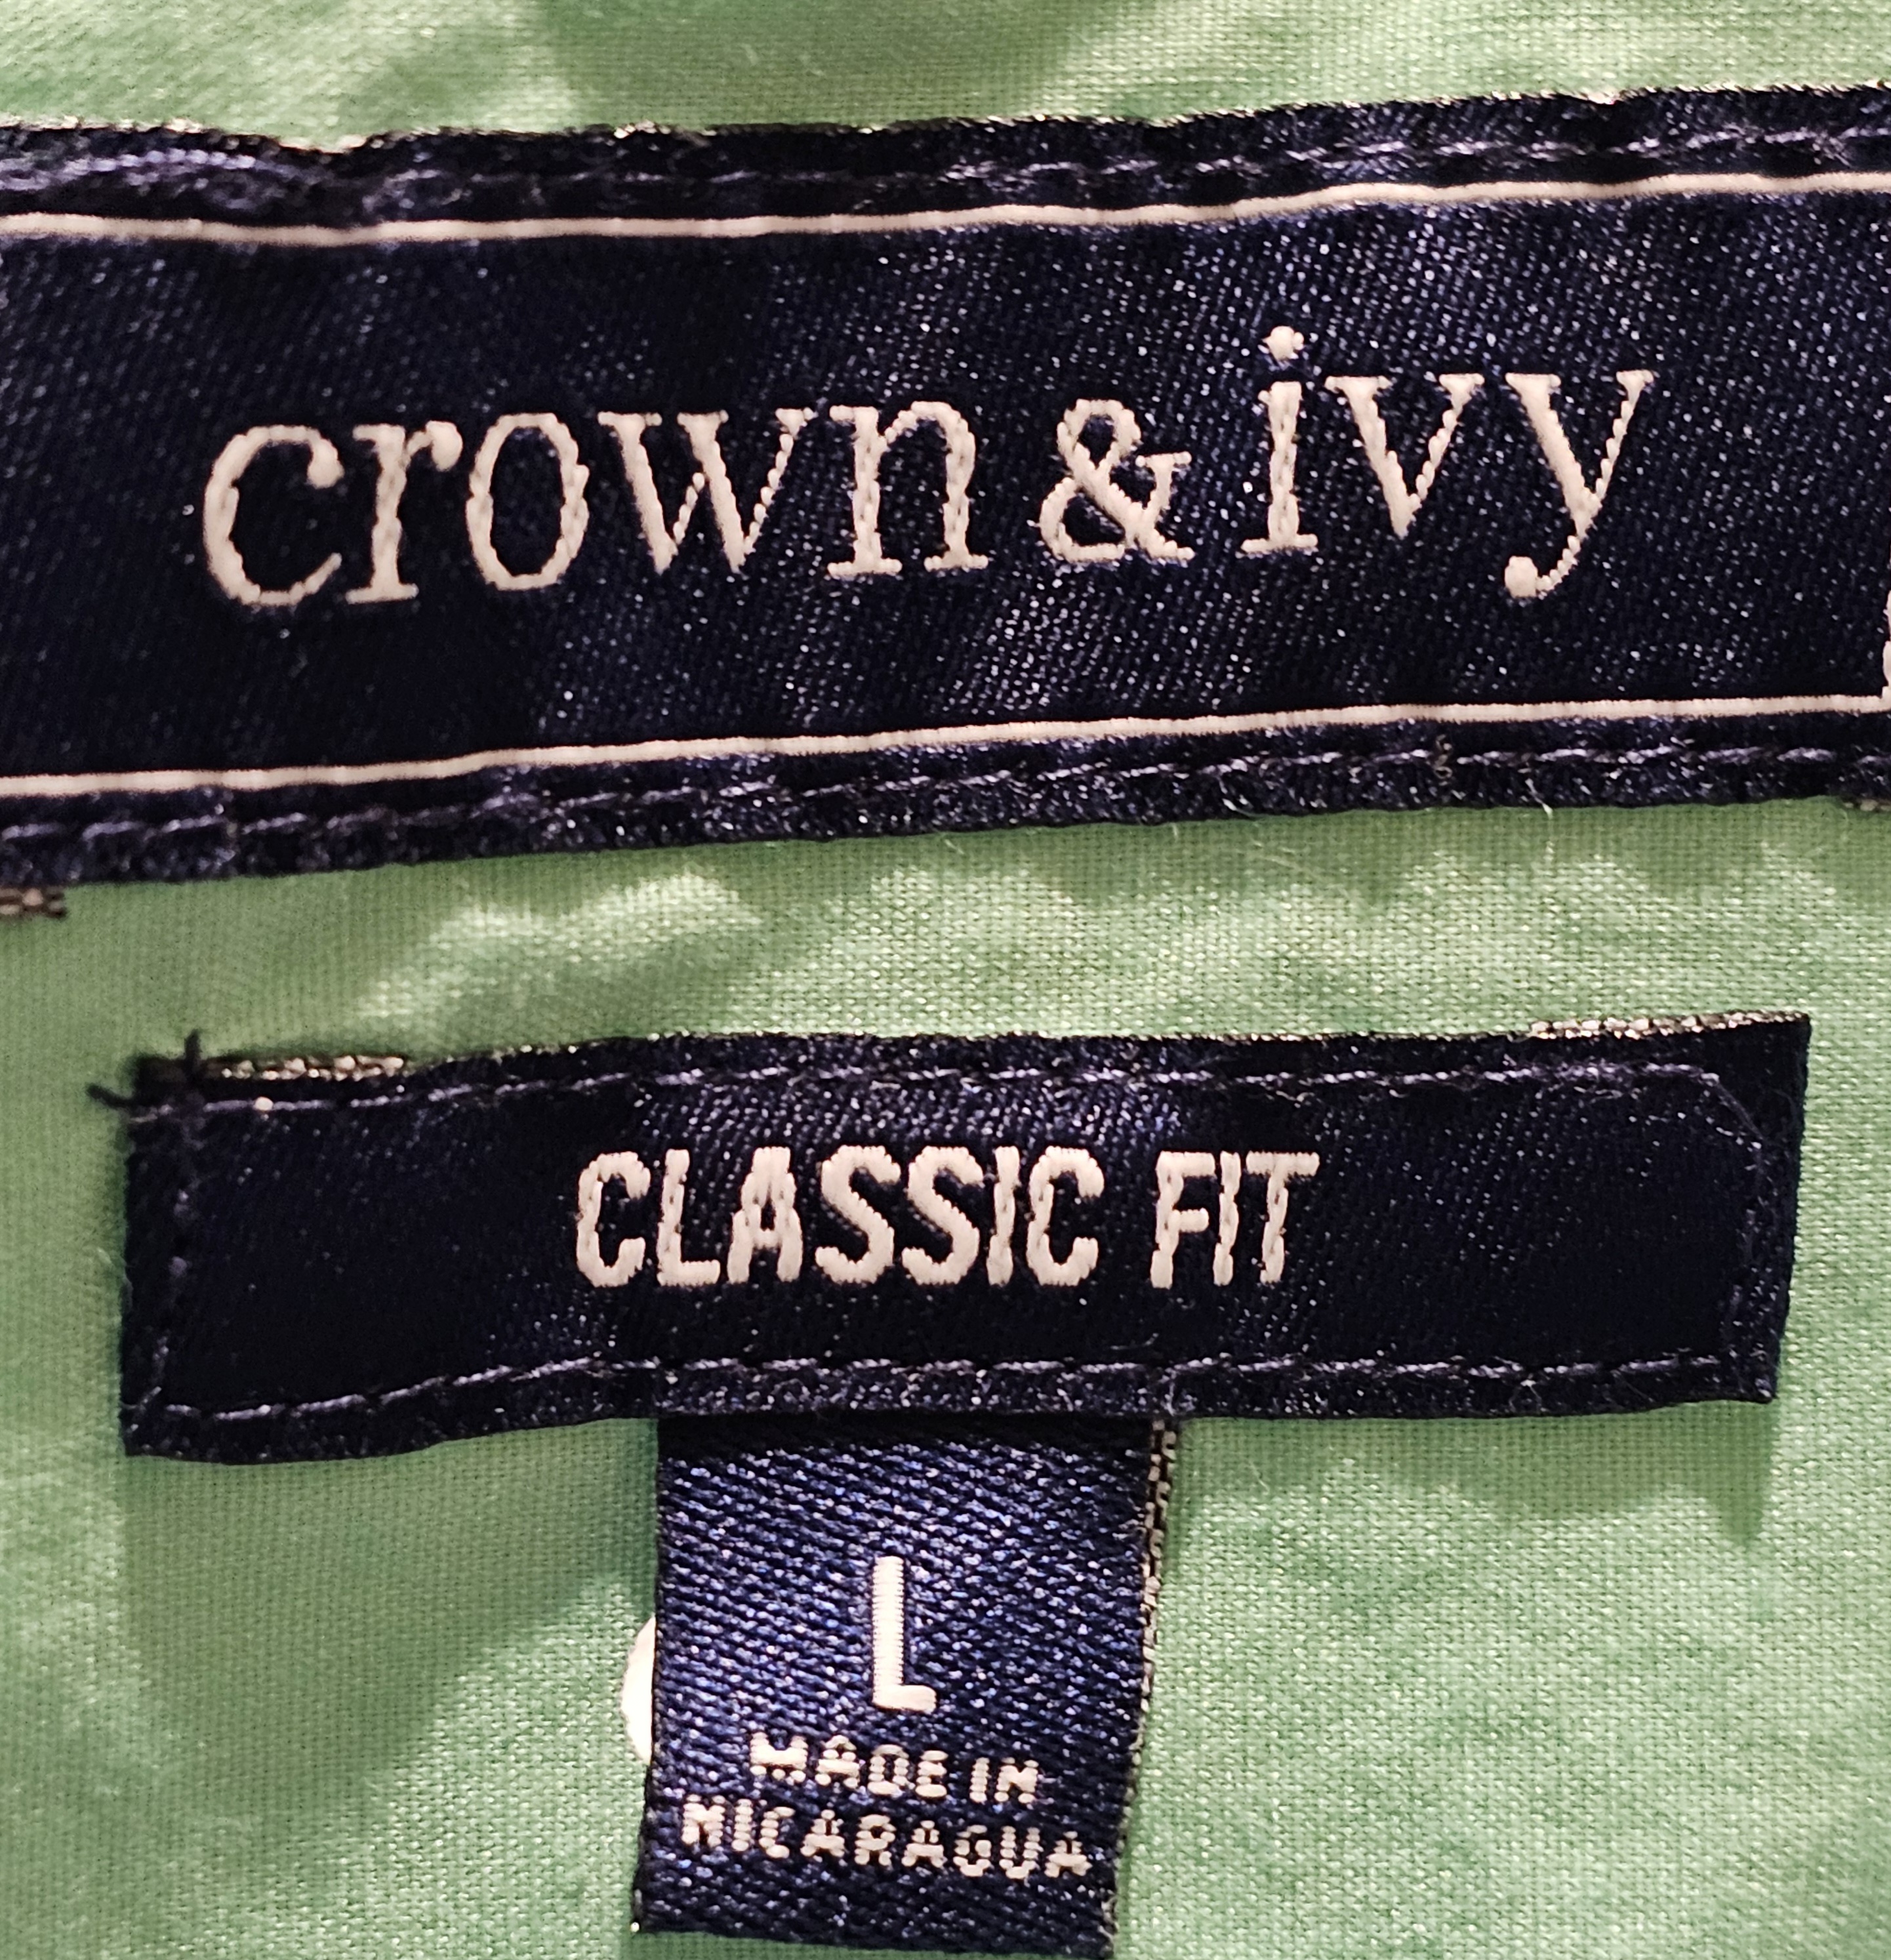 crown & ivy
CLASSIC FIT
L
MADE IN
NICARAGUA